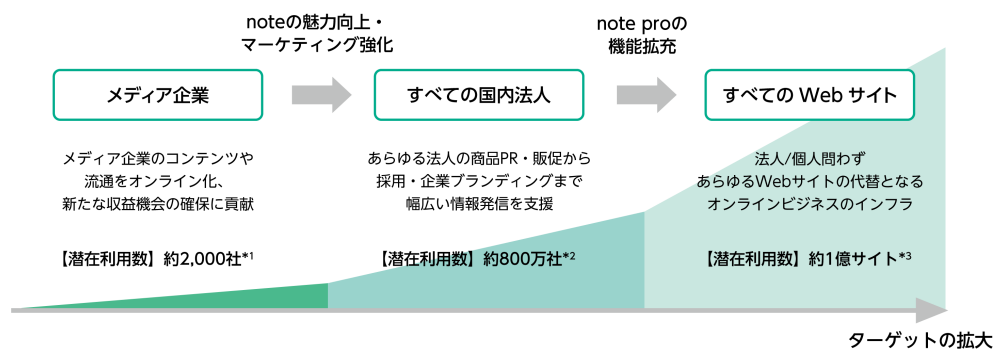 noteの魅力向上・
マーケティング強化
note proの
機能拡充
メディア企業
すべての国内法人
すべての Web サイト
メディア企業のコンテンツや
流通をオンライン化、
新たな収益機会の確保に貢献
あらゆる法人の商品PR・販促から
採用・企業ブランディングまで
幅広い情報発信を支援
法人/個人問わず
あらゆるWebサイトの代替となる
オンラインビジネスのインフラ
【潜在利用数】約2,000社*1
【潜在利用数】約800万社*2
【潜在利用数】約1億サイト*3
ターゲットの拡大